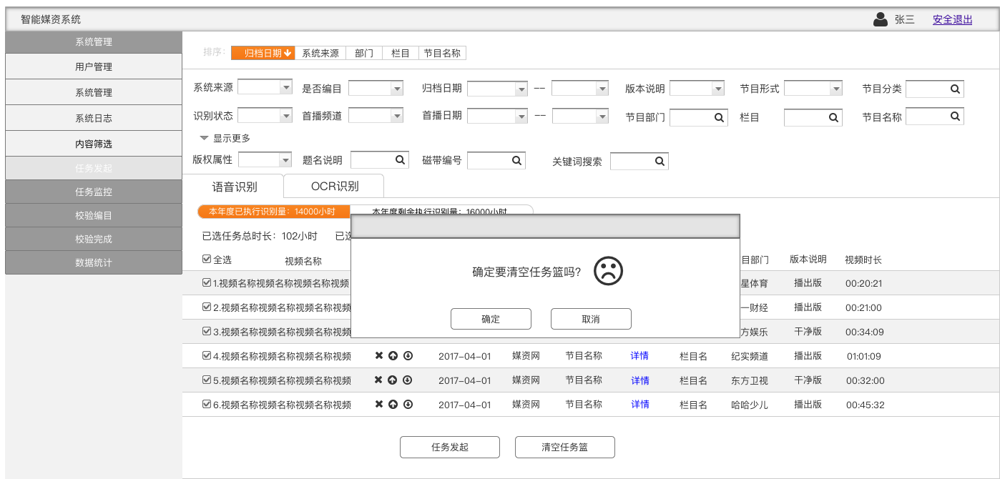 智能媒资系统 张三 安全退出
系统管理
用户管理
系统管理
系统日志
内容筛选
任务发起
任务监控
校验编目
校验完成
数据统计
排序: 归档日期 系统来源 部门 栏目 节目名称
系统来源 是否编目 归档日期 -- 版本说明 节目形式 节目分类
识别状态 首播频道 首播日期 -- 节目部门 栏目 节目名称
显示更多
版权属性 题名说明 磁带编号 关键词搜索
语音识别 OCR识别
本年度已执行识别量：14000小时 本年度剩余执行识别量：16000小时
已选任务总时长：102小时 已选
全选 视频名称 目部门 版本说明 视频时长
1.视频名称视频名称视频名称视频 星体育 播出版 00:20:21
2.视频名称视频名称视频名称视频 一财经 播出版 00:21:00
3.视频名称视频名称视频名称视频 方娱乐 干净版 00:34:09
确定要清空任务篮吗?
确定 取消
4.视频名称视频名称视频名称视频 2017-04-01 媒资网 节目名称 详情 栏目名 纪实频道 播出版 01:01:09
5.视频名称视频名称视频名称视频 2017-04-01 媒资网 节目名称 详情 栏目名 东方卫视 干净版 00:32:00
6.视频名称视频名称视频名称视频 2017-04-01 媒资网 节目名称 详情 栏目名 哈哈少儿 播出版 00:45:32
任务发起 清空任务篮